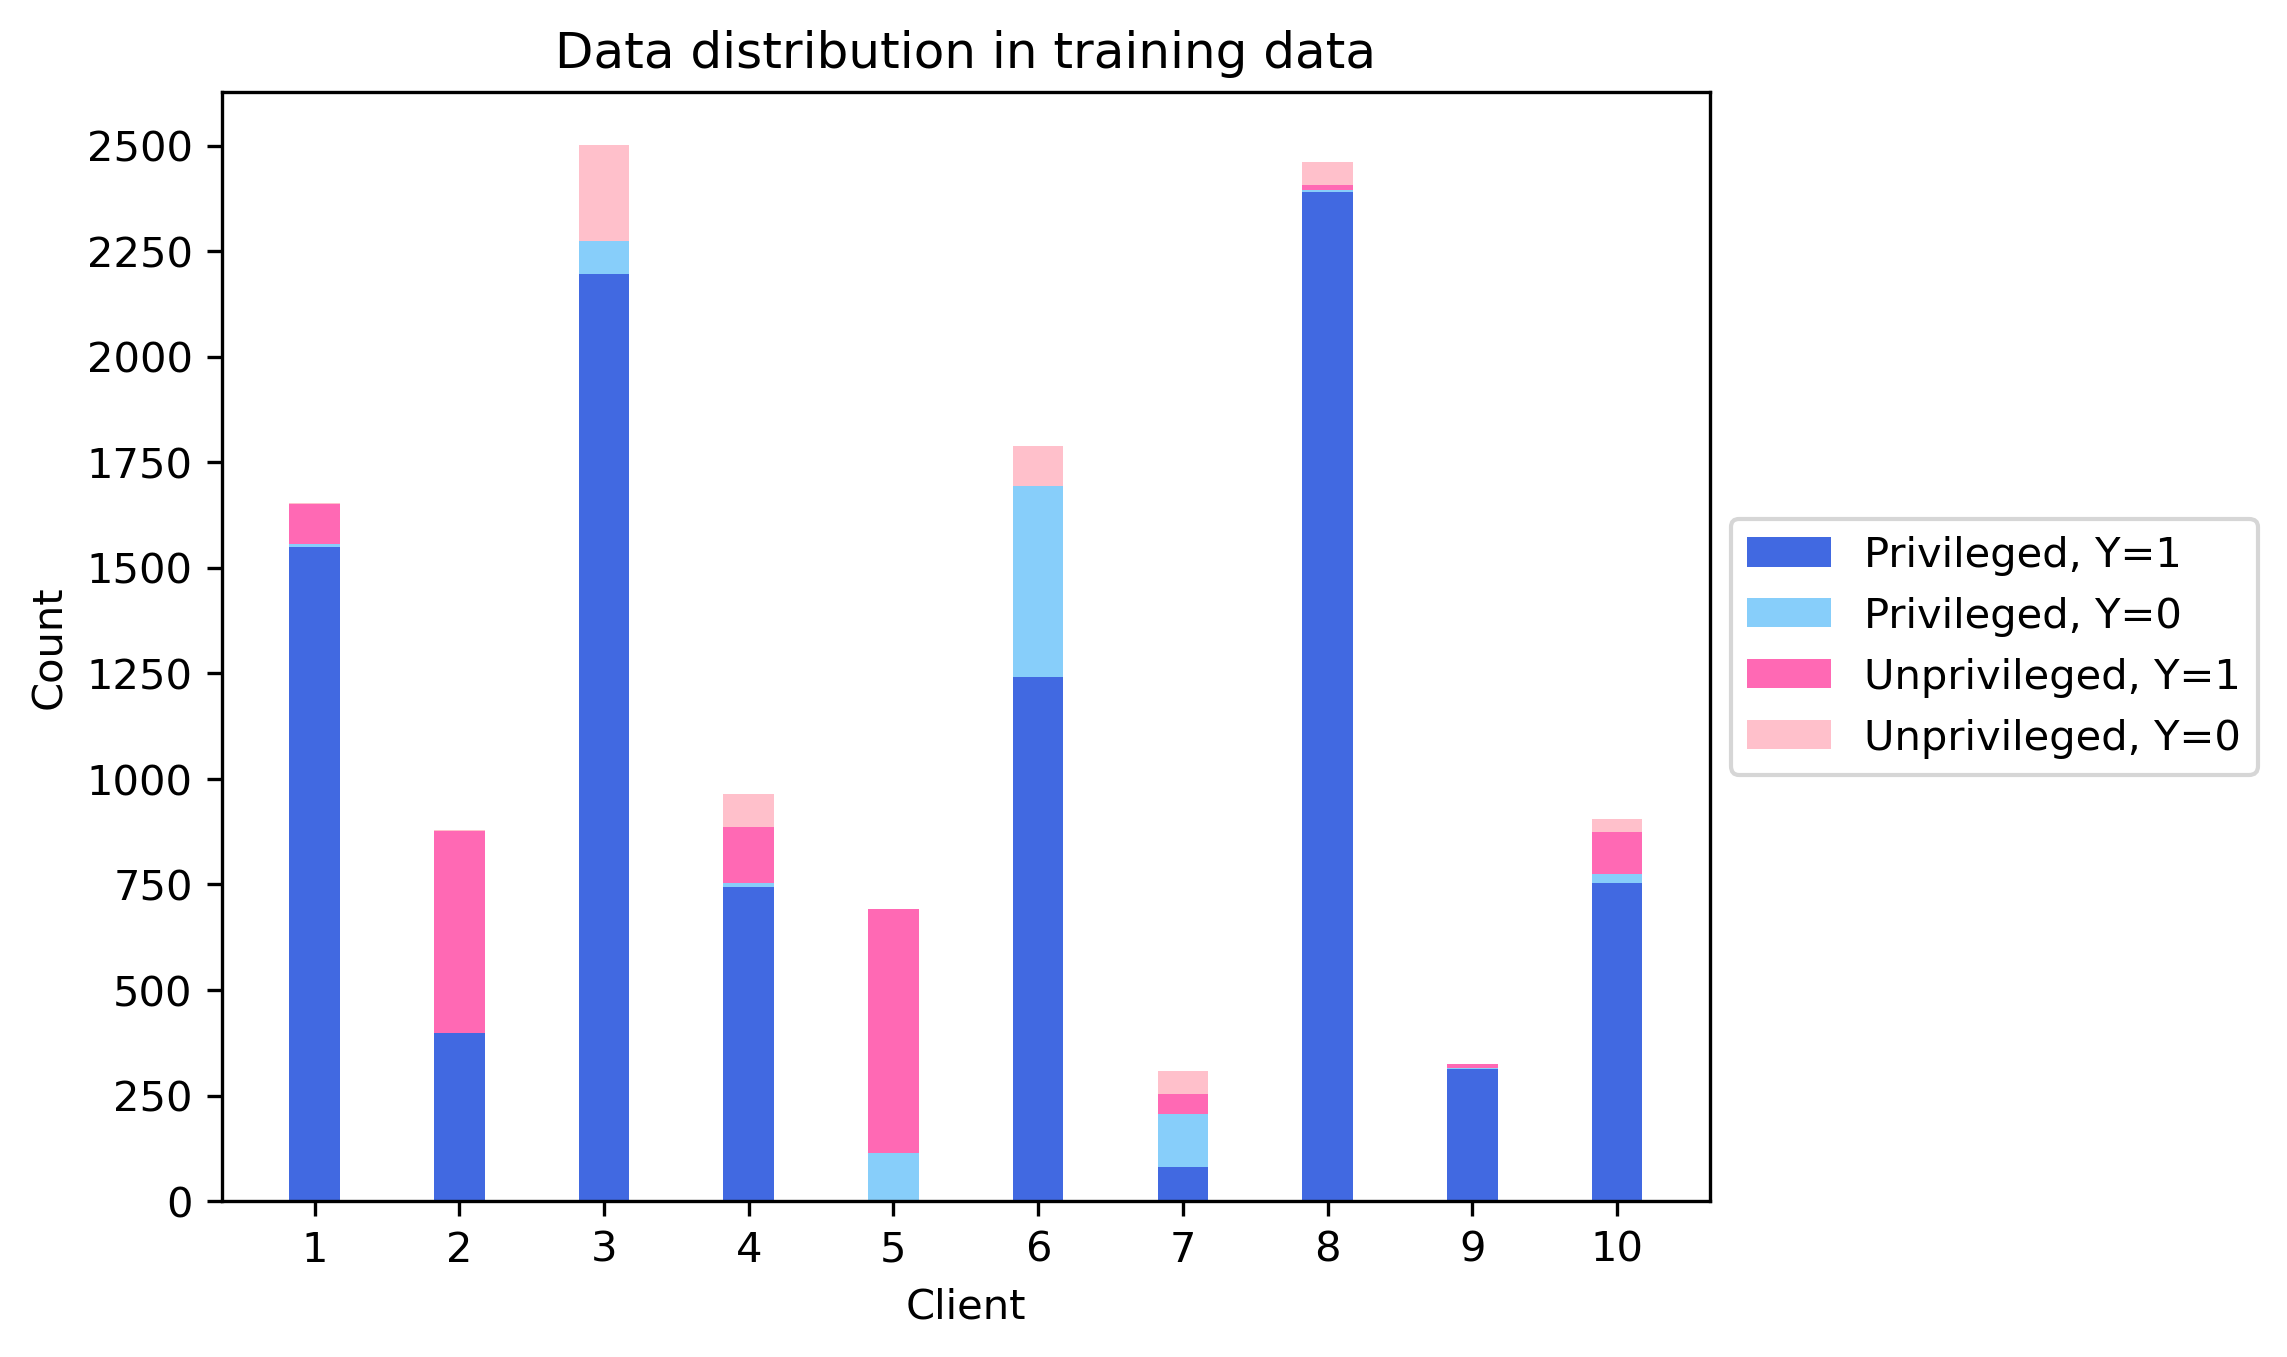 Data distribution in training data
2500
2250
2000
1750
1500
1250
1000
750
500
250
0
Count
1 2 3 4 5 6 7 8 9 10
Client
Privileged, Y=1
Privileged, Y=0
Unprivileged, Y=1
Unprivileged, Y=0